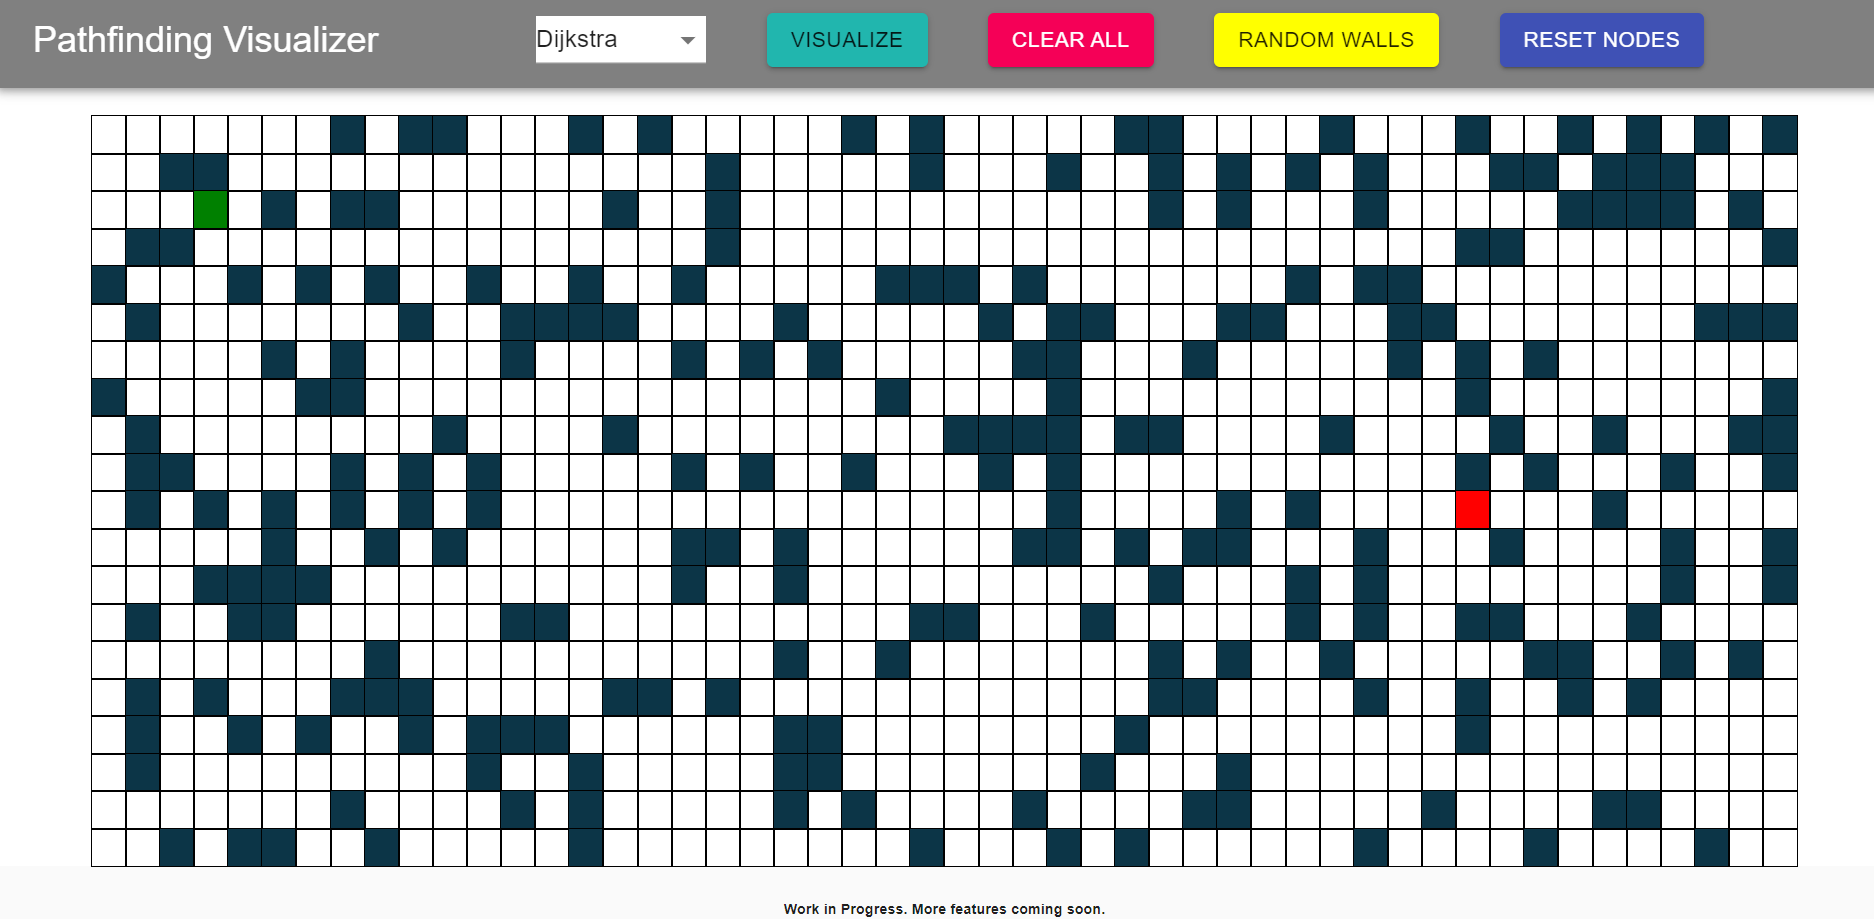 Pathfinding Visualizer
Dijkstra
VISUALIZE
CLEAR ALL
RANDOM WALLS
RESET NODES
Work in Progress. More features coming soon.